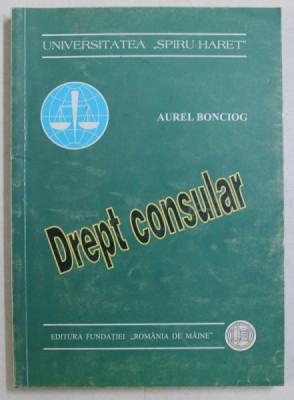 UNIVERSITATEA „SPIRU HARET”
AUREL BONCIOG
Drept consular
EDITURA FUNDAȚIEI „ROMÂNIA DE MÂINE”